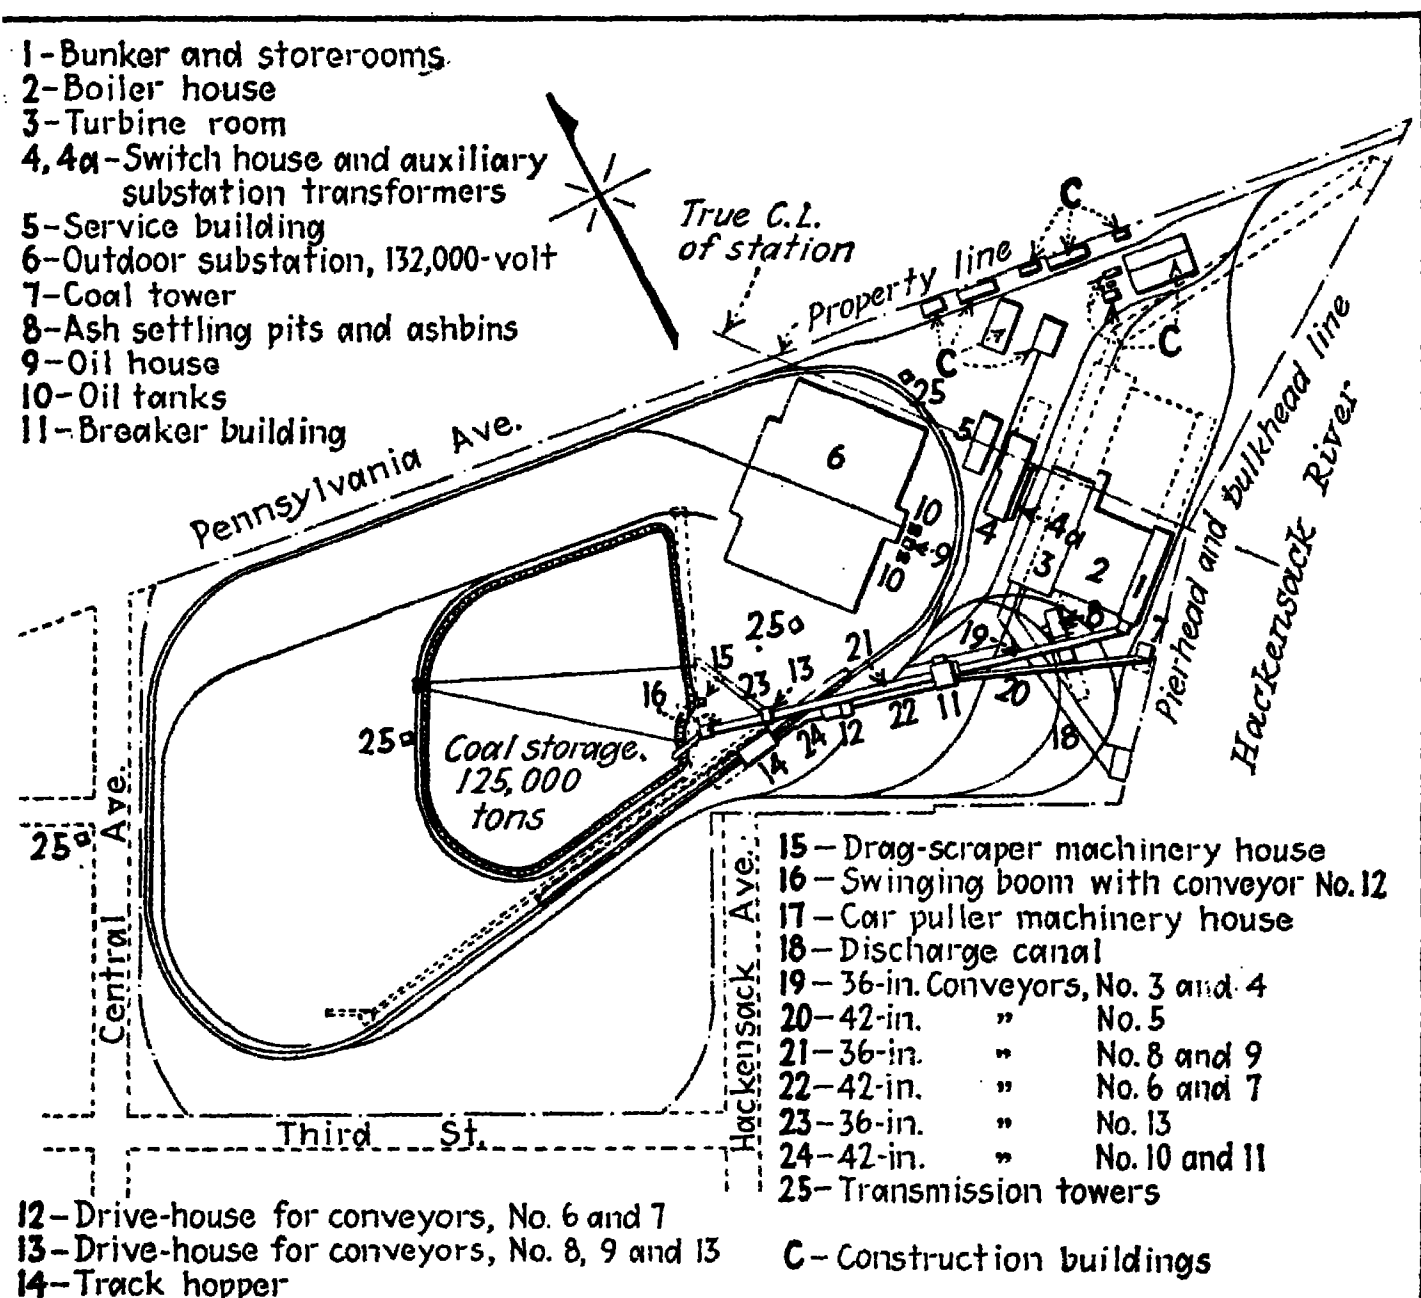 1-Bunker and storerooms
2-Boiler house
3-Turbine room
4, 4a-Switch house and auxiliary
substation transformers
5-Service building
6-Outdoor substation, 132,000-volt
7-Coal tower
8-Ash settling pits and ashbins
9-Oil house
10-Oil tanks
11-Breaker building
True C.L.
of station
Property line
C
C
C
Pennsylvania Ave.
Pierhead and bulkhead line
Hackensack River
25
5
6
10
9
10
4
4a
3
2
1
8
7
25
15
23
13
21
19
16
24
12
22
11
20
18
14
25
Coal storage,
125,000
tons
25
Central Ave.
Hackensack Ave.
Third St.
15-Drag-scraper machinery house
16-Swinging boom with conveyor No. 12
17-Car puller machinery house
18-Discharge canal
19-36-in. Conveyors, No. 3 and 4
20-42-in. " No. 5
21-36-in. " No. 8 and 9
22-42-in. " No. 6 and 7
23-36-in. " No. 13
24-42-in. " No. 10 and 11
25-Transmission towers
12-Drive-house for conveyors, No. 6 and 7
13-Drive-house for conveyors, No. 8, 9 and 13
14-Track hopper
C-Construction buildings